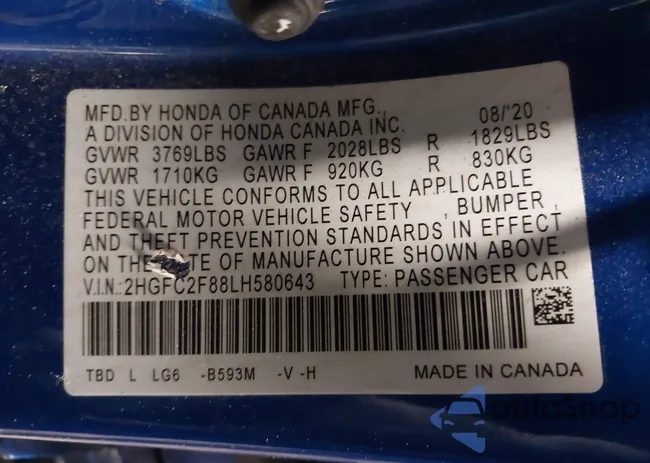 MFD.BY HONDA OF CANADA MFG., 08/'20
A DIVISION OF HONDA CANADA INC.
GVWR 3769LBS GAWR F 2028LBS R 1829LBS
GVWR 1710KG GAWR F 920KG R 830KG
THIS VEHICLE CONFORMS TO ALL APPLICABLE
FEDERAL MOTOR VEHICLE SAFETY , BUMPER ,
AND THEFT PREVENTION STANDARDS IN EFFECT
ON THE TE OF MANUFACTURE SHOWN ABOVE.
V.I.N.:2HGFC2F88LH580643 TYPE: PASSENGER CAR
TBD L LG6 -B593M -V -H MADE IN CANADA
autoSnap